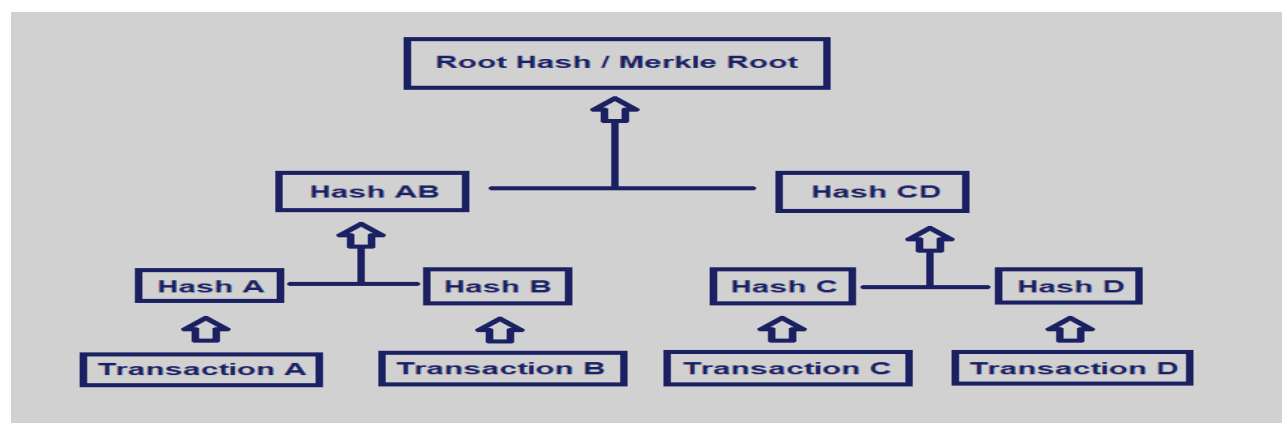 Root Hash / Merkle Root
Hash AB
Hash CD
Hash A
Hash B
Hash C
Hash D
Transaction A
Transaction B
Transaction C
Transaction D